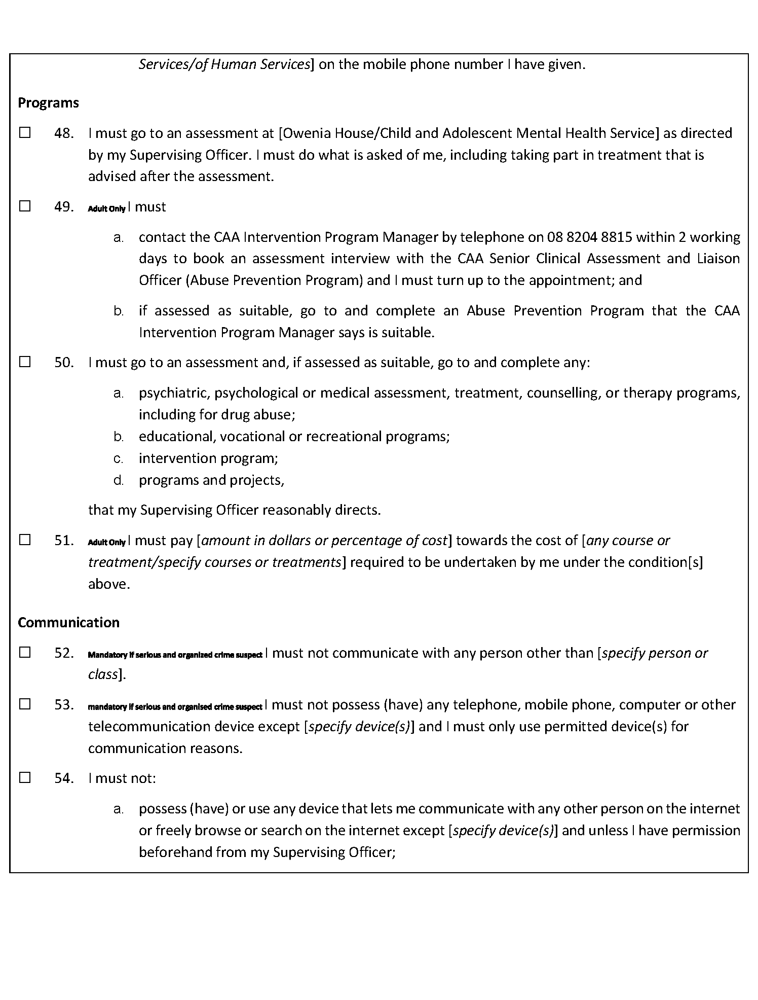 Services/of Human Services] on the mobile phone number I have given.
Programs
☐ 48. I must go to an assessment at [Owenia House/Child and Adolescent Mental Health Service] as directed
by my Supervising Officer. I must do what is asked of me, including taking part in treatment that is
advised after the assessment.
☐ 49. Adult Only I must
a. contact the CAA Intervention Program Manager by telephone on 08 8204 8815 within 2 working
days to book an assessment interview with the CAA Senior Clinical Assessment and Liaison
Officer (Abuse Prevention Program) and I must turn up to the appointment; and
b. if assessed as suitable, go to and complete an Abuse Prevention Program that the CAA
Intervention Program Manager says is suitable.
☐ 50. I must go to an assessment and, if assessed as suitable, go to and complete any:
a. psychiatric, psychological or medical assessment, treatment, counselling, or therapy programs,
including for drug abuse;
b. educational, vocational or recreational programs;
c. intervention program;
d. programs and projects,
that my Supervising Officer reasonably directs.
☐ 51. Adult Only I must pay [amount in dollars or percentage of cost] towards the cost of [any course or
treatment/specify courses or treatments] required to be undertaken by me under the condition[s]
above.
Communication
☐ 52. Mandatory if serious and organized crime suspect I must not communicate with any person other than [specify person or
class].
☐ 53. mandatory if serious and organised crime suspect I must not possess (have) any telephone, mobile phone, computer or other
telecommunication device except [specify device(s)] and I must only use permitted device(s) for
communication reasons.
☐ 54. I must not:
a. possess (have) or use any device that lets me communicate with any other person on the internet
or freely browse or search on the internet except [specify device(s)] and unless I have permission
beforehand from my Supervising Officer;